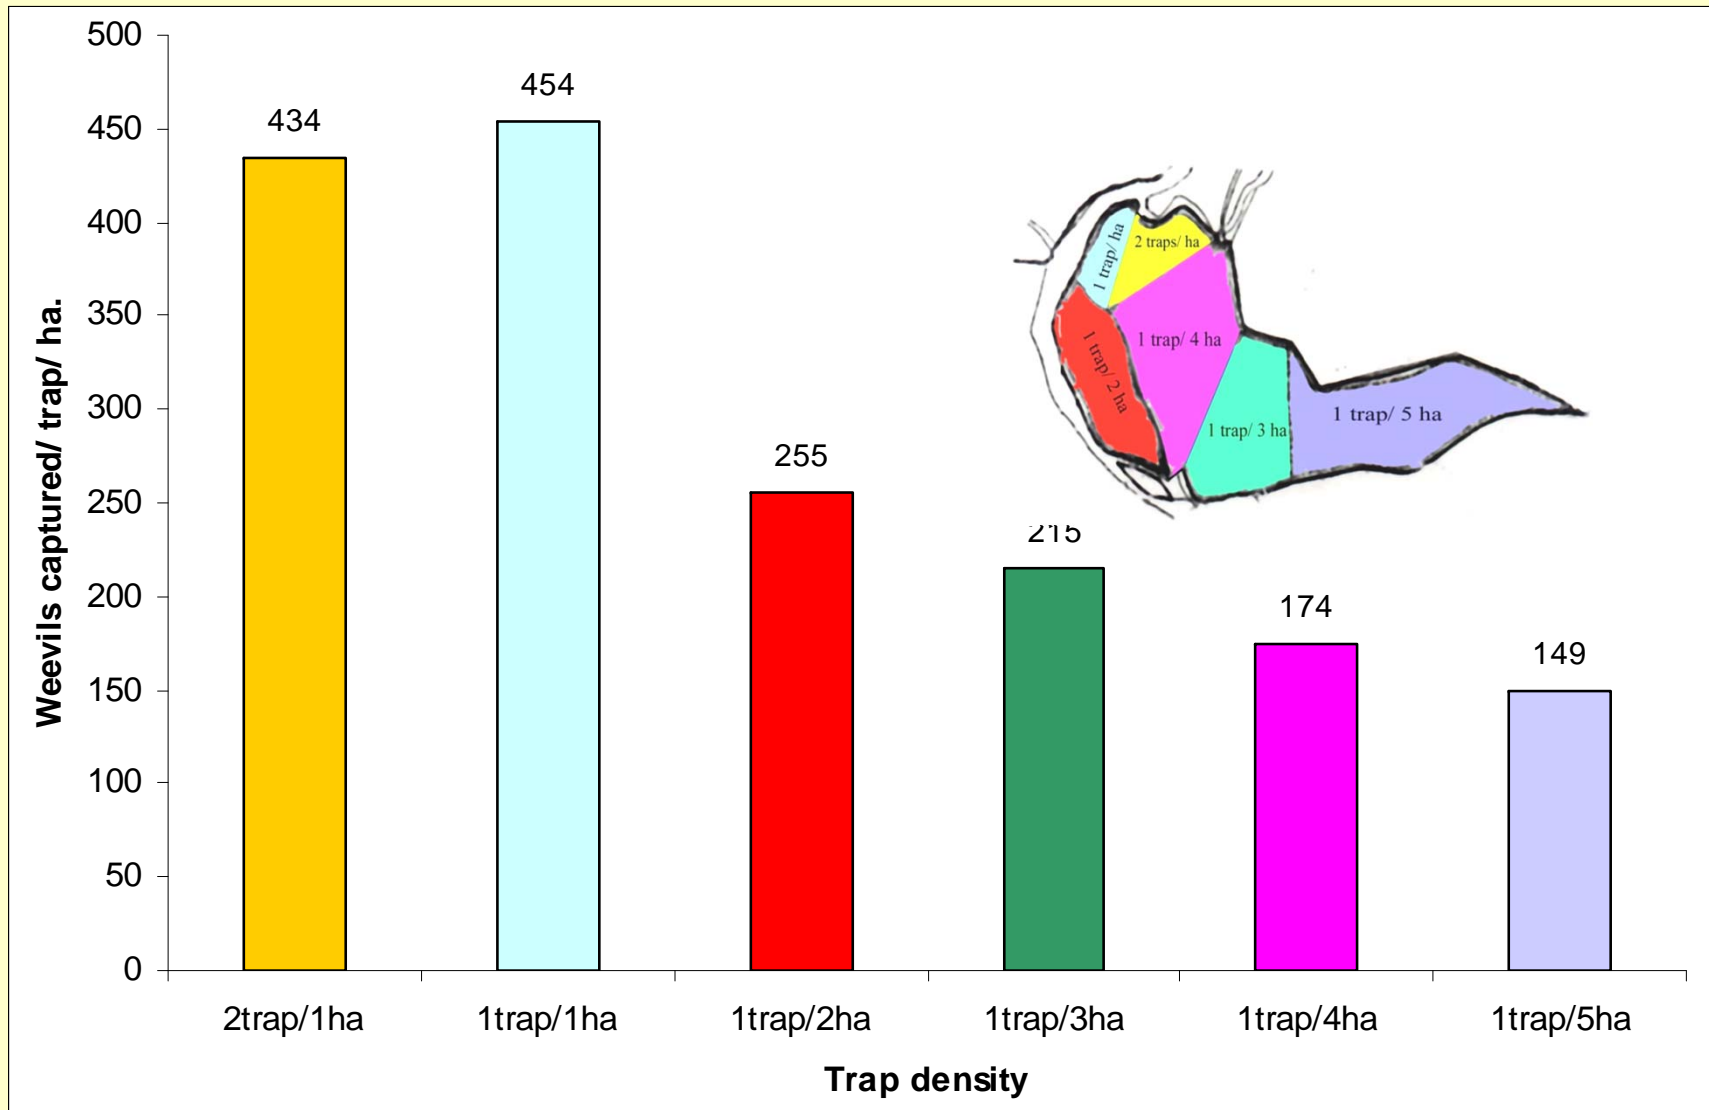 500
450
400
350
300
250
200
150
100
50
0
Weevils captured/ trap/ ha.
434
454
255
215
174
149
1 trap/ ha
2 traps/ ha
1 trap/ 2 ha
1 trap/ 4 ha
1 trap/ 3 ha
1 trap/ 5 ha
2trap/1ha 1trap/1ha 1trap/2ha 1trap/3ha 1trap/4ha 1trap/5ha
Trap density